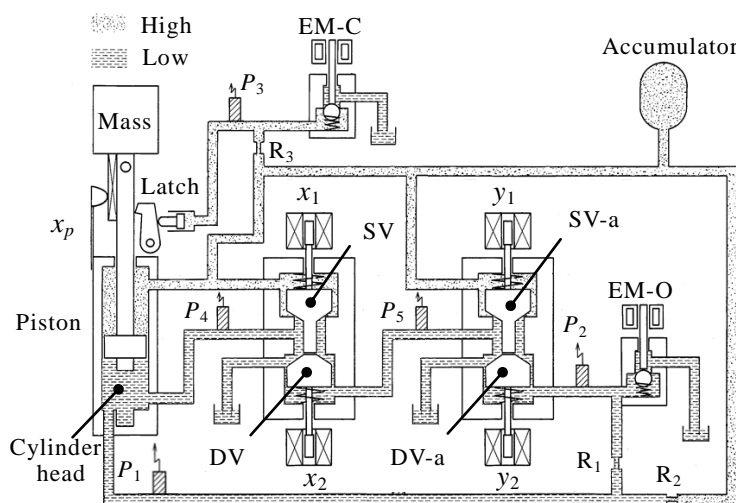 High
Low
EM-C
Accumulator
P3
Mass
R3
Latch
x1
y1
SV
SV-a
xp
EM-O
Piston
P4
P5
P2
Cylinder
head
P1
DV
DV-a
x2
y2
R1
R2